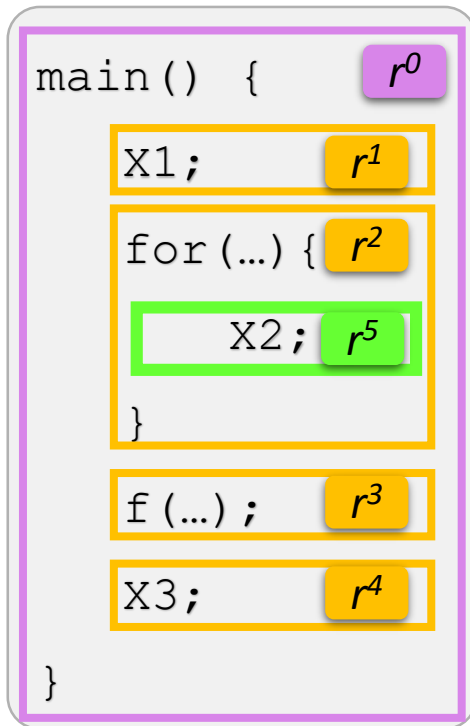 main() { r⁰
X1; r¹
for(…){ r²
X2; r⁵
}
f(…); r³
X3; r⁴
}